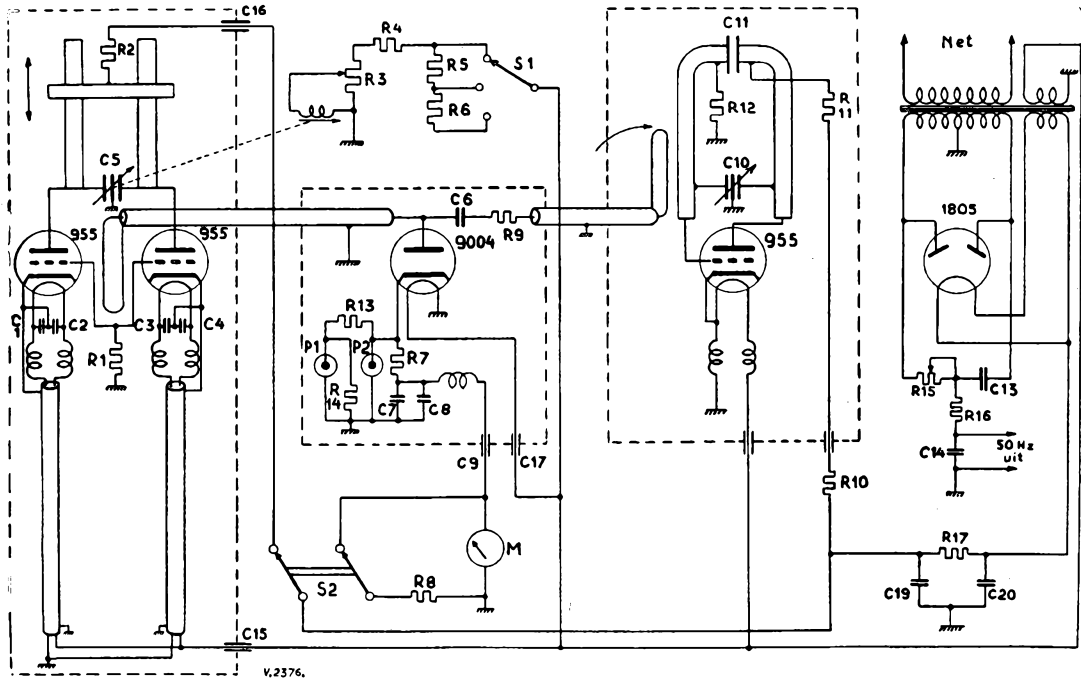 C16
R2
C5
955
955
C1
C2
C3
C4
R1
C15
V.2376.
R4
R3
R5
R6
S1
C6
R9
9004
R13
P1
P2
R7
R
14
C7
C8
C9
C17
M
S2
R8
C11
R12
R
11
C10
955
R10
Net
1805
R15
C13
R16
C14
50 Hz
uit
R17
C19
C20